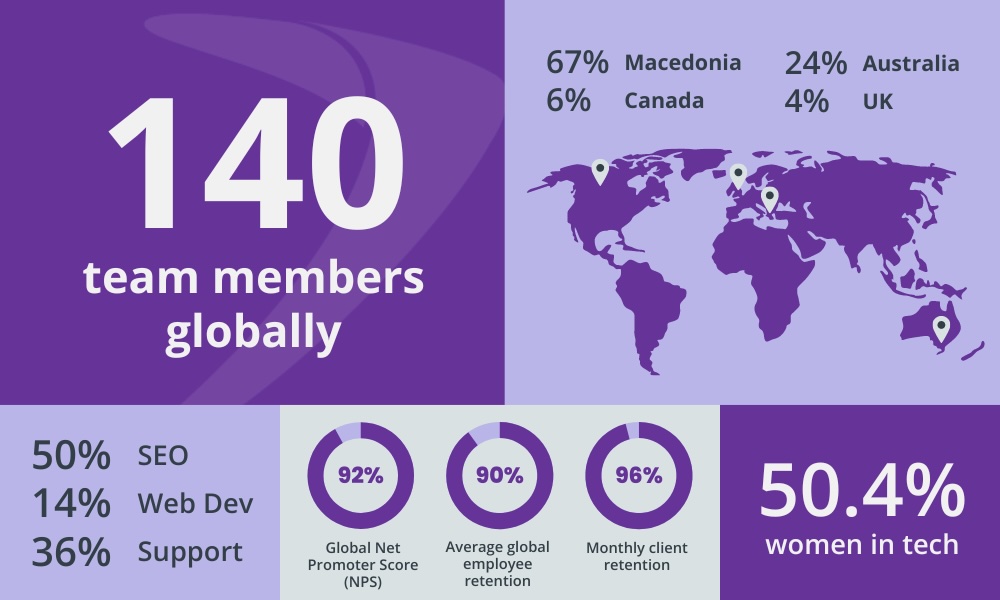 140
team members
globally
67% Macedonia 24% Australia
6% Canada 4% UK
50% SEO
14% Web Dev
36% Support
92%
Global Net
Promoter Score
(NPS)
90%
Average global
employee
retention
96%
Monthly client
retention
50.4%
women in tech